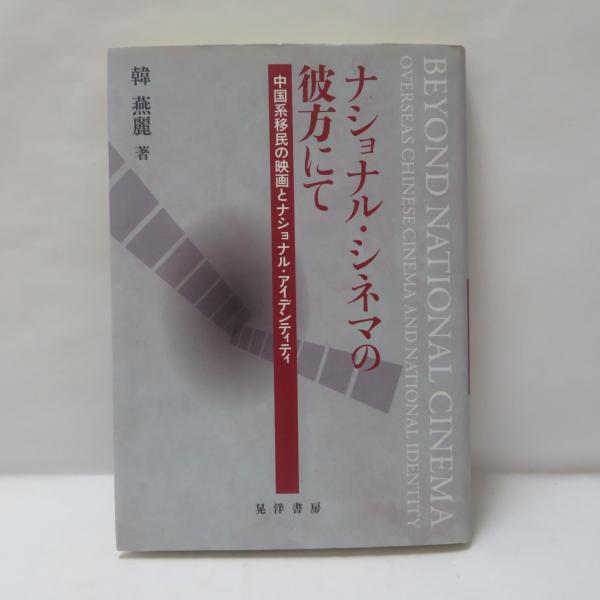 BEYOND NATIONAL CINEMA
OVERSEAS CHINESE CINEMA AND NATIONAL IDENTITY
ナショナル・シネマの
彼方にて
中国系移民の映画とナショナル・アイデンティティ
韓 燕麗 著
晃洋書房